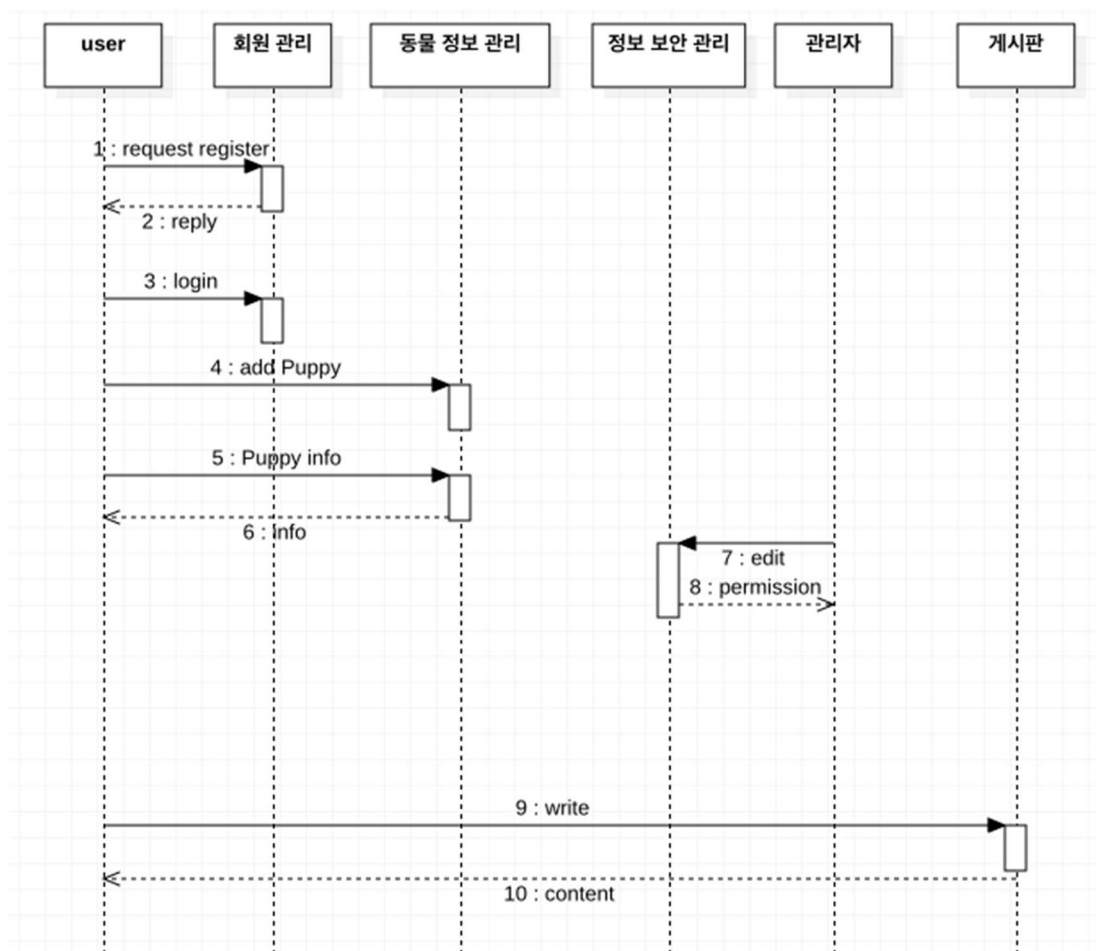 user
회원 관리
동물 정보 관리
정보 보안 관리
관리자
게시판
1 : request register
2 : reply
3 : login
4 : add Puppy
5 : Puppy info
6 : info
7 : edit
8 : permission
9 : write
10 : content